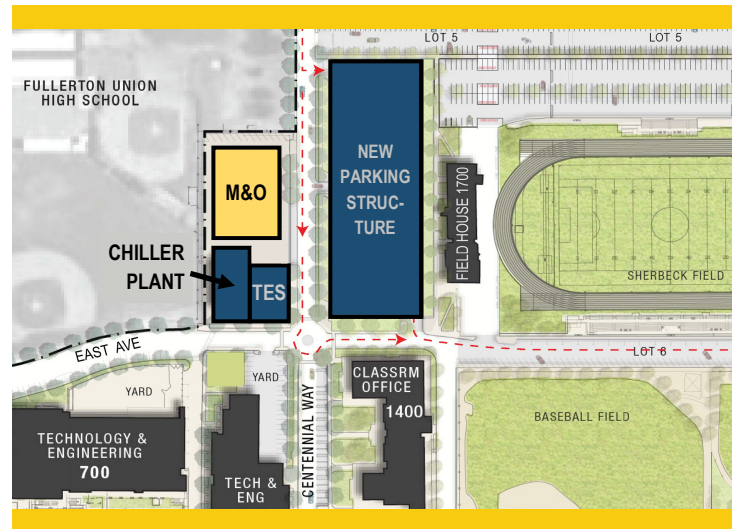 LOT 5
LOT 5
FULLERTON UNION
HIGH SCHOOL
NEW
PARKING
STRUC-
TURE
M&O
FIELD HOUSE 1700
CHILLER
PLANT
TES
SHERBECK FIELD
EAST AVE
LOT 6
YARD
YARD
CENTENNIAL WAY
CLASSRM
OFFICE
1400
BASEBALL FIELD
TECHNOLOGY &
ENGINEERING
700
TECH &
ENG